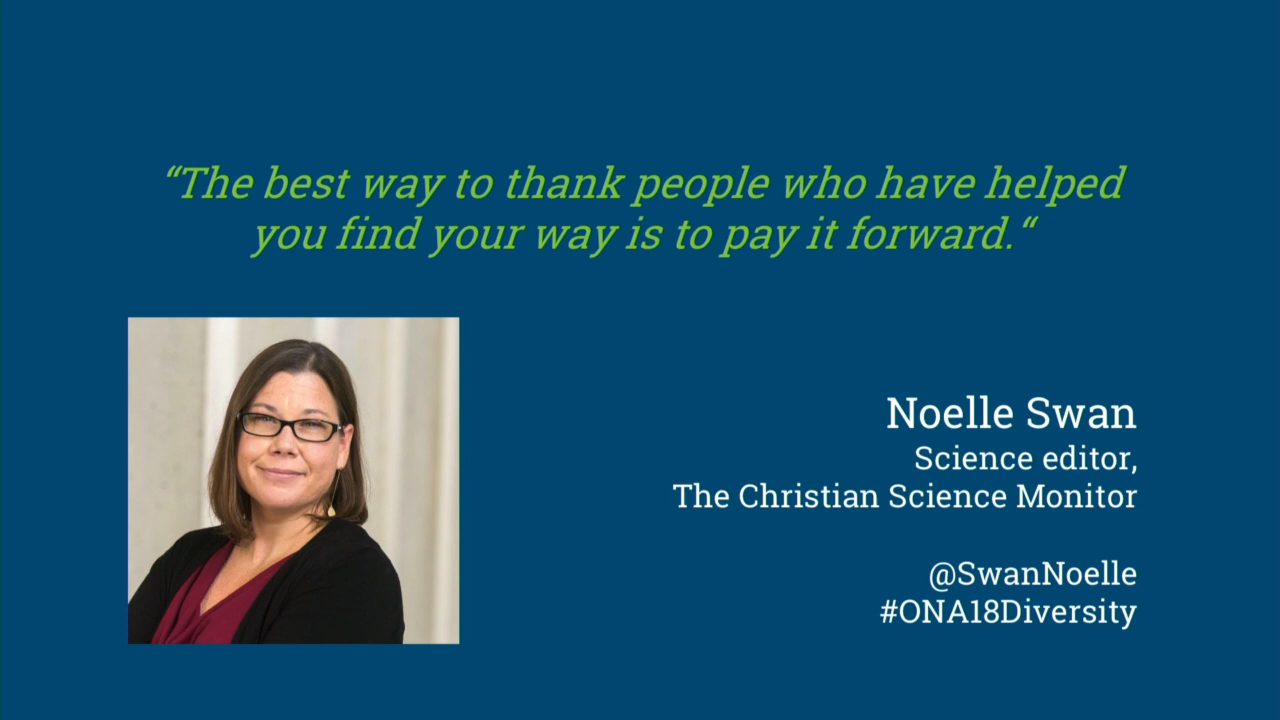 “The best way to thank people who have helped
you find your way is to pay it forward.“
Noelle Swan
Science editor,
The Christian Science Monitor
@SwanNoelle
#ONA18Diversity